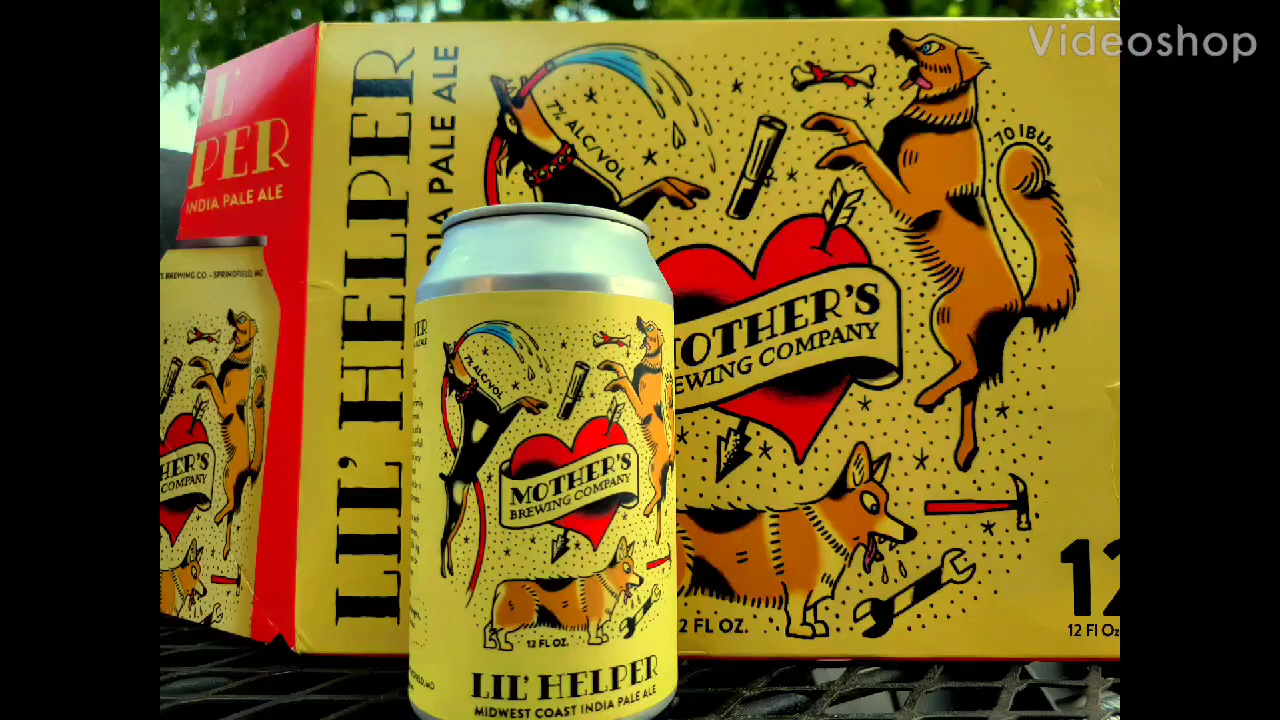 Videoshop
L'
PER
INDIA PALE ALE
BREWING CO. - SPRINGFIELD, MO
HER'S
COMPANY
LIL' HELPER
PALE ALE
7% ALC/VOL
70 IBUs
MOTHER'S
BREWING COMPANY
12 FL OZ.
12
12 Fl Oz
7% ALC/VOL
MOTHER'S
BREWING COMPANY
12 FL OZ.
LIL' HELPER
MIDWEST COAST INDIA PALE ALE